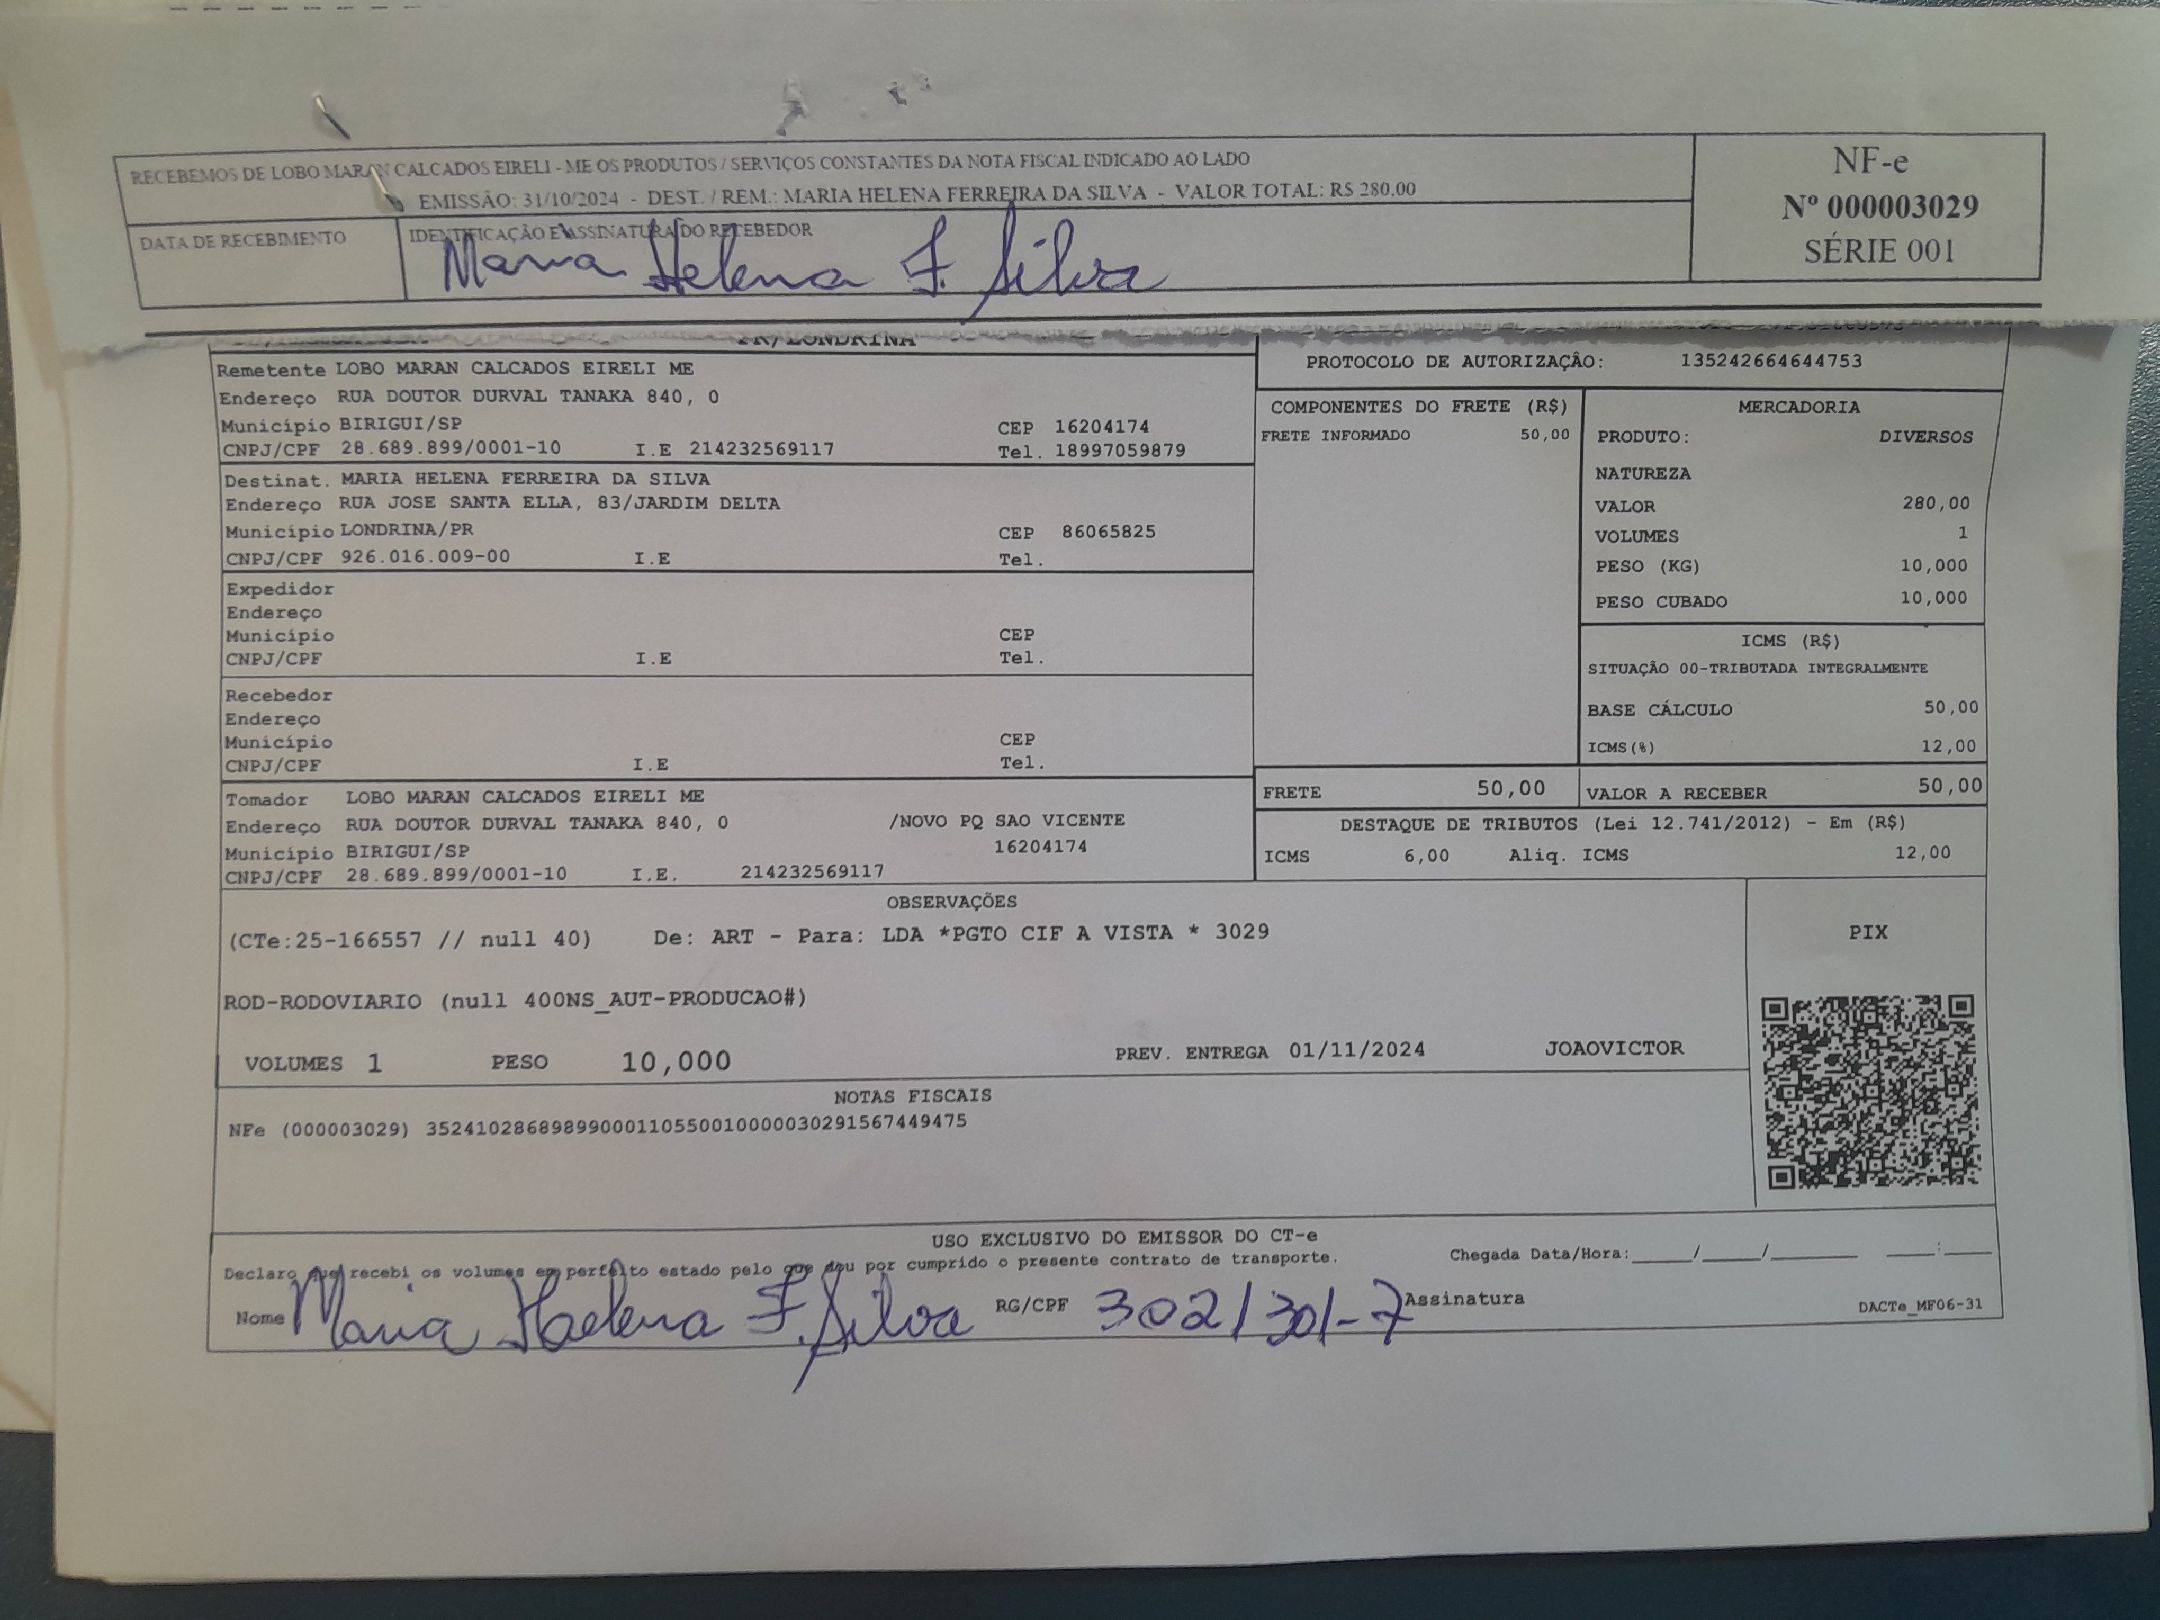 RECEBEMOS DE LOBO MARAN CALCADOS EIRELI - ME OS PRODUTOS / SERVIÇOS CONSTANTES DA NOTA FISCAL INDICADO AO LADO
EMISSÃO: 31/10/2024 - DEST. / REM.: MARIA HELENA FERREIRA DA SILVA - VALOR TOTAL: R$ 280.00
DATA DE RECEBIMENTO
IDENTIFICAÇÃO E ASSINATURA DO RECEBEDOR
Maria Helena F. Silva
NF-e
Nº 000003029
SÉRIE 001
PR/LONDRINA
Remetente LOBO MARAN CALCADOS EIRELI ME
Endereço RUA DOUTOR DURVAL TANAKA 840, 0
Município BIRIGUI/SP CEP 16204174
CNPJ/CPF 28.689.899/0001-10 I.E 214232569117 Tel. 18997059879
Destinat. MARIA HELENA FERREIRA DA SILVA
Endereço RUA JOSE SANTA ELLA, 83/JARDIM DELTA
Município LONDRINA/PR CEP 86065825
CNPJ/CPF 926.016.009-00 I.E Tel.
Expedidor
Endereço
Município CEP
CNPJ/CPF I.E Tel.
Recebedor
Endereço
Município CEP
CNPJ/CPF I.E Tel.
Tomador LOBO MARAN CALCADOS EIRELI ME
Endereço RUA DOUTOR DURVAL TANAKA 840, 0 /NOVO PQ SAO VICENTE
Município BIRIGUI/SP 16204174
CNPJ/CPF 28.689.899/0001-10 I.E. 214232569117
PROTOCOLO DE AUTORIZAÇÂO: 135242664644753
COMPONENTES DO FRETE (R$)
FRETE INFORMADO 50,00
MERCADORIA
PRODUTO: DIVERSOS
NATUREZA
VALOR 280,00
VOLUMES 1
PESO (KG) 10,000
PESO CUBADO 10,000
ICMS (R$)
SITUAÇÃO 00-TRIBUTADA INTEGRALMENTE
BASE CÁLCULO 50,00
ICMS(%) 12,00
FRETE 50,00 VALOR A RECEBER 50,00
DESTAQUE DE TRIBUTOS (Lei 12.741/2012) - Em (R$)
ICMS 6,00 Aliq. ICMS 12,00
OBSERVAÇÕES
(CTe:25-166557 // null 40) De: ART - Para: LDA *PGTO CIF A VISTA * 3029
ROD-RODOVIARIO (null 400NS_AUT-PRODUCAO#)
VOLUMES 1 PESO 10,000 PREV. ENTREGA 01/11/2024 JOAOVICTOR
PIX
NOTAS FISCAIS
NFe (000003029) 35241028689899000110550010000030291567449475
USO EXCLUSIVO DO EMISSOR DO CT-e
Declaro que recebi os volumes em perfeito estado pelo que dou por cumprido o presente contrato de transporte.
Chegada Data/Hora:_____/_____/________ ____:____
Nome Maria Haelena F. Silva RG/CPF 302/301-7 Assinatura
DACTe_MF06-31